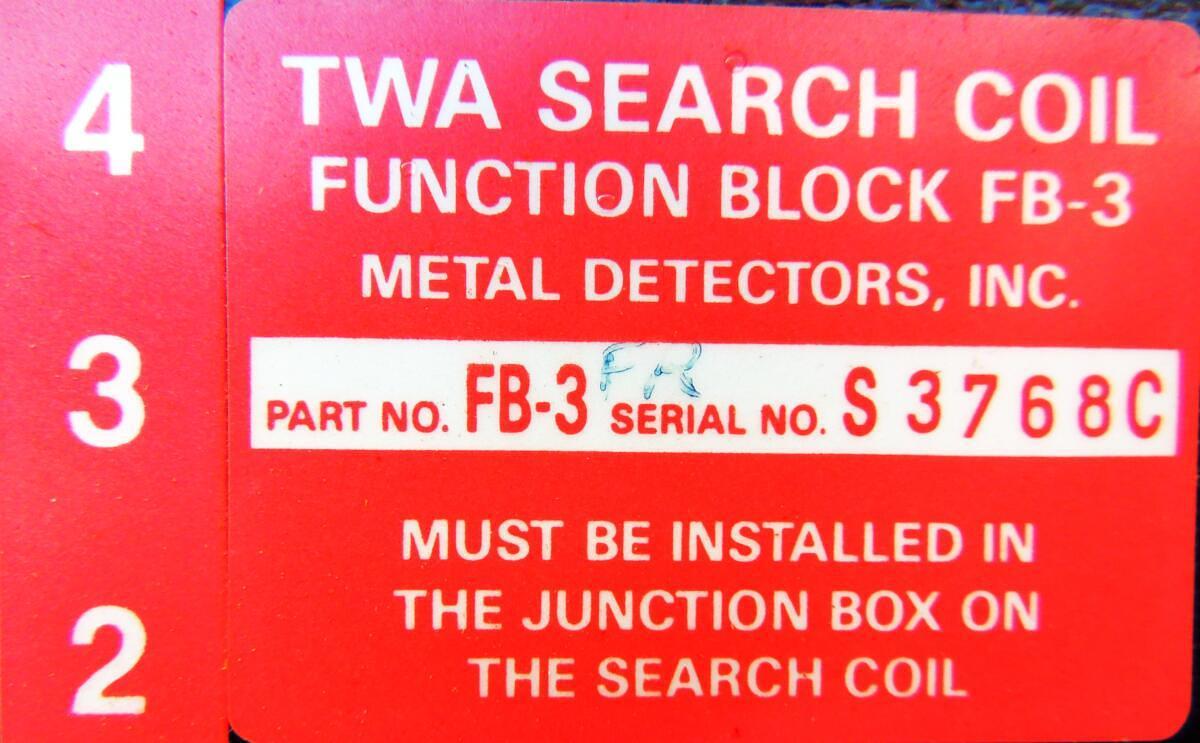 4
3
2
TWA SEARCH COIL
FUNCTION BLOCK FB-3
METAL DETECTORS, INC.
PART NO. FB-3 SERIAL NO. S 3768C
MUST BE INSTALLED IN
THE JUNCTION BOX ON
THE SEARCH COIL